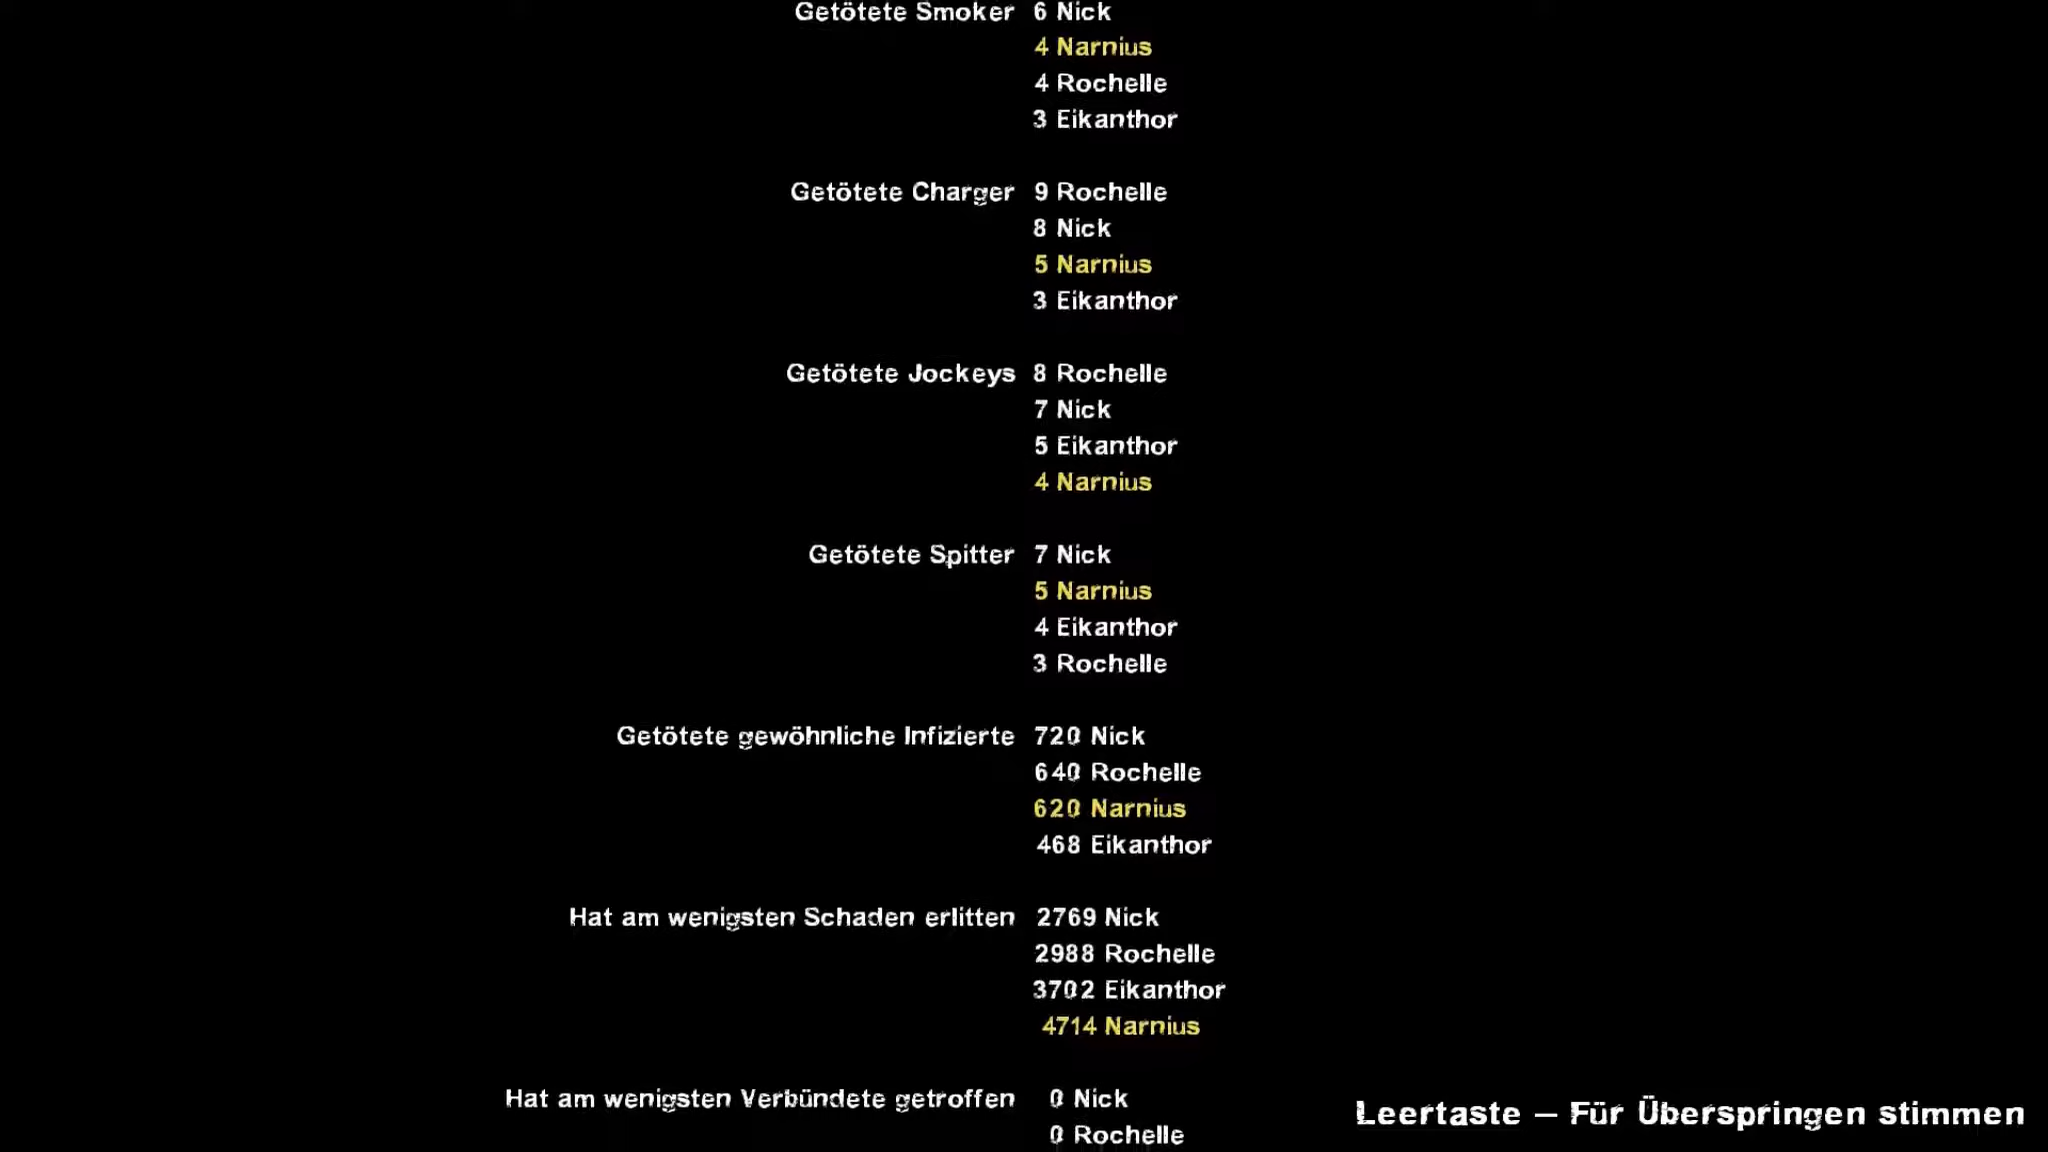 Getötete Smoker 6 Nick
4 Narnius
4 Rochelle
3 Eikanthor
Getötete Charger 9 Rochelle
8 Nick
5 Narnius
3 Eikanthor
Getötete Jockeys 8 Rochelle
7 Nick
5 Eikanthor
4 Narnius
Getötete Spitter 7 Nick
5 Narnius
4 Eikanthor
3 Rochelle
Getötete gewöhnliche Infizierte 720 Nick
640 Rochelle
620 Narnius
468 Eikanthor
Hat am wenigsten Schaden erlitten 2769 Nick
2988 Rochelle
3702 Eikanthor
4714 Narnius
Hat am wenigsten Verbündete getroffen 0 Nick
0 Rochelle
Leertaste – Für Überspringen stimmen